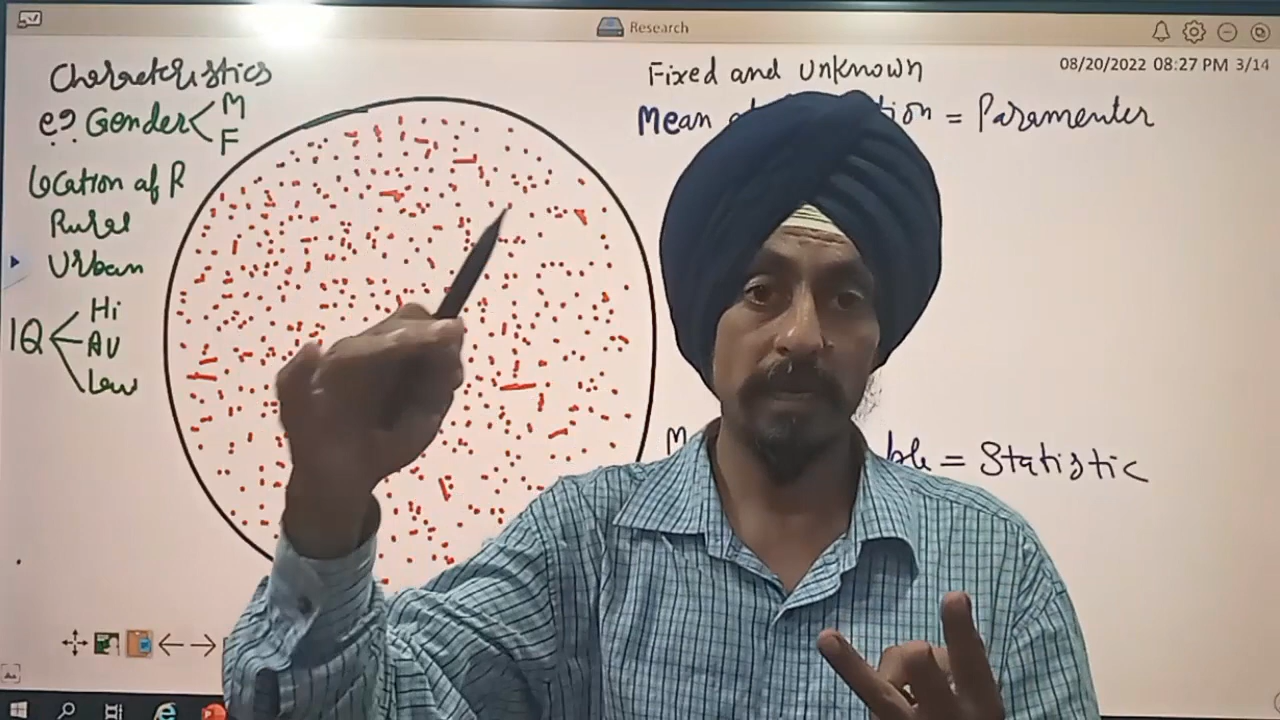 Research
08/20/2022 08:27 PM 3/14
Characteristics
eg Gender M
F
Location of R
Rural
Urban
IQ Hi
Av
Low
Fixed and Unknown
Mean = Paramenter
= Statistic